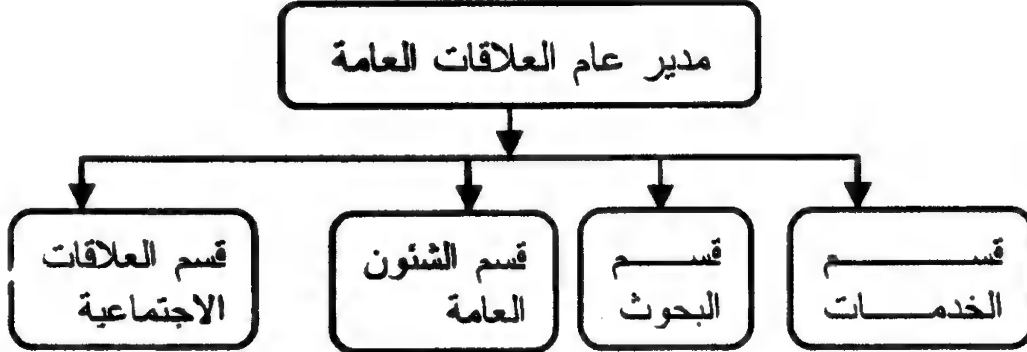 مدير عام العلاقات العامة
قسم
الخدمات
قسم
البحوث
قسم الشئون
العامة
قسم العلاقات
الاجتماعية